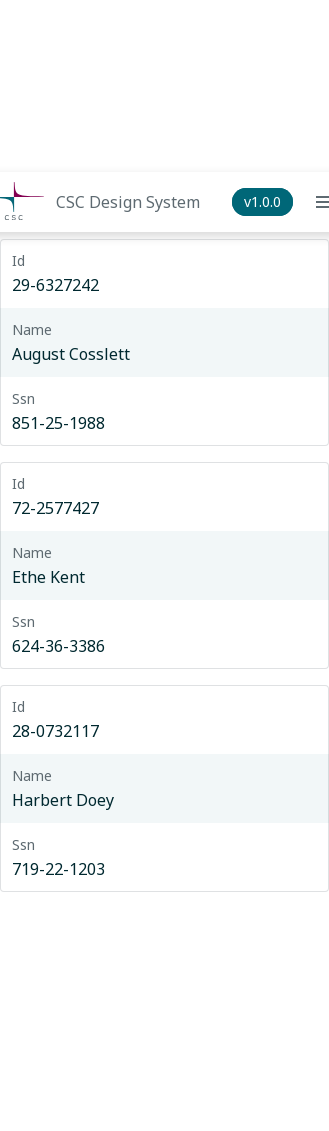 CSC Design System
v1.0.0
csc
Id
29-6327242
Name
August Cosslett
Ssn
851-25-1988
Id
72-2577427
Name
Ethe Kent
Ssn
624-36-3386
Id
28-0732117
Name
Harbert Doey
Ssn
719-22-1203